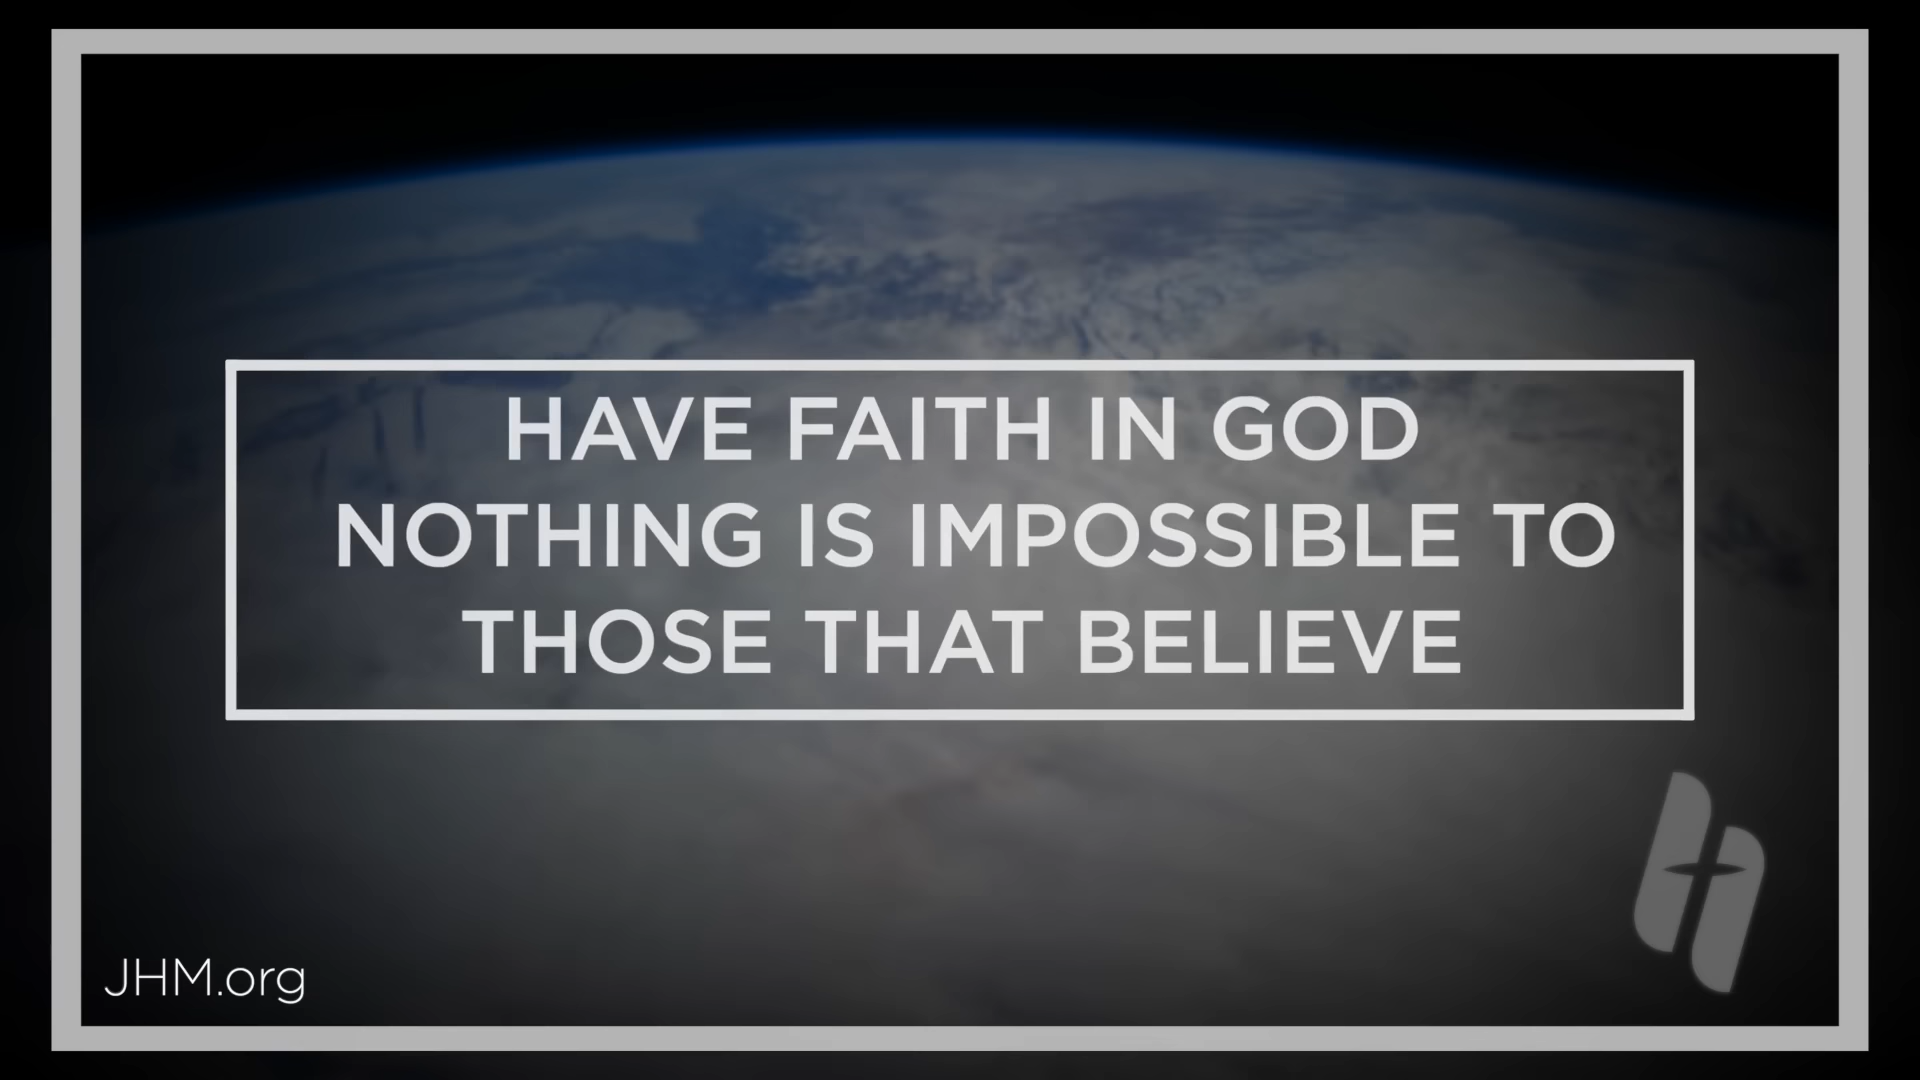 HAVE FAITH IN GOD
NOTHING IS IMPOSSIBLE TO
THOSE THAT BELIEVE
JHM.org